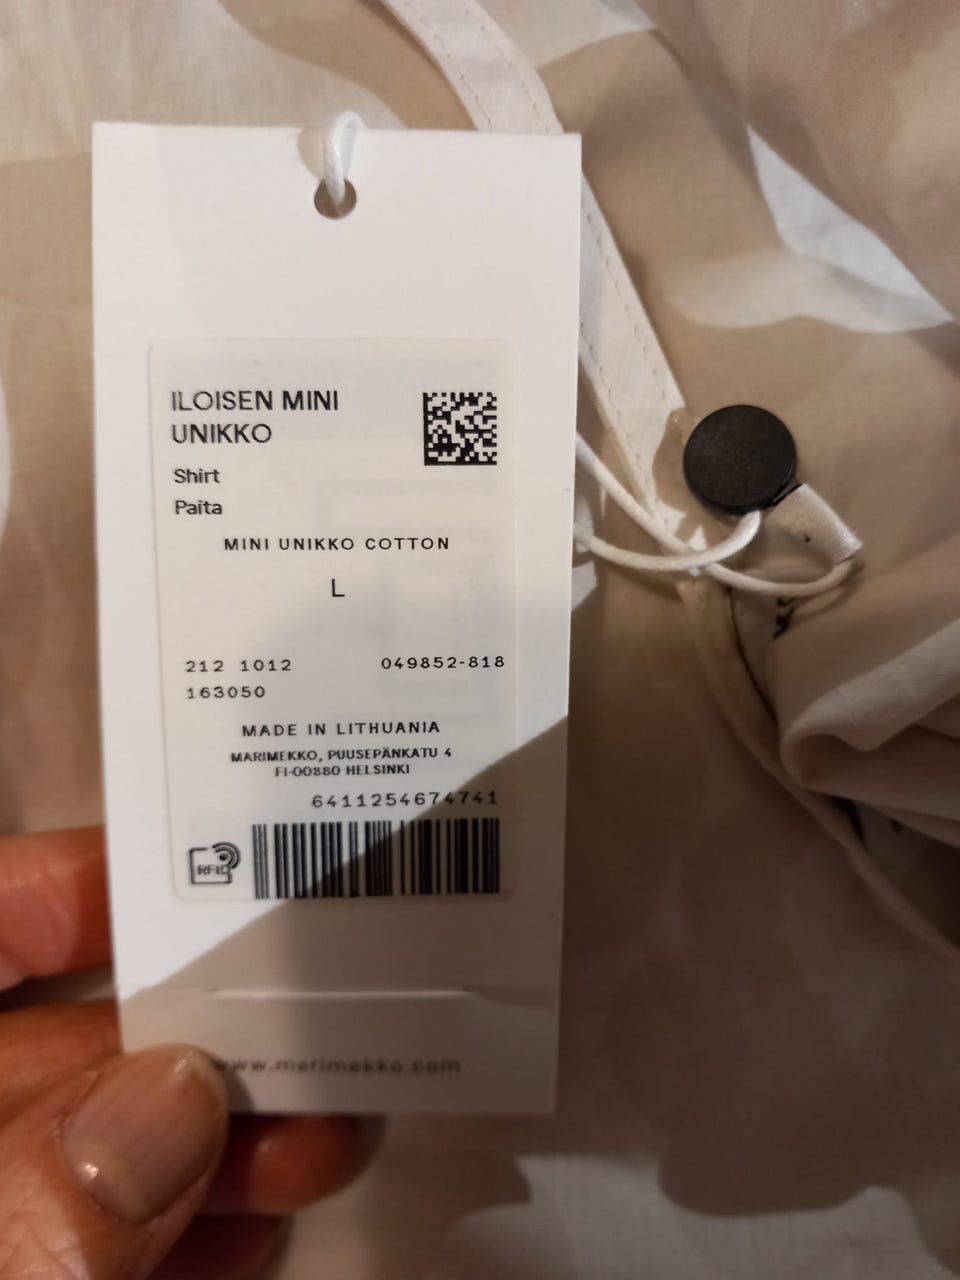 ILOISEN MINI
UNIKKO
Shirt
Paita
MINI UNIKKO COTTON
L
212 1012 049852-818
163050
MADE IN LITHUANIA
MARIMEKKO, PUUSEPÄNKATU 4
FI-00880 HELSINKI
6411254674741
RFID
www.marimekko.com